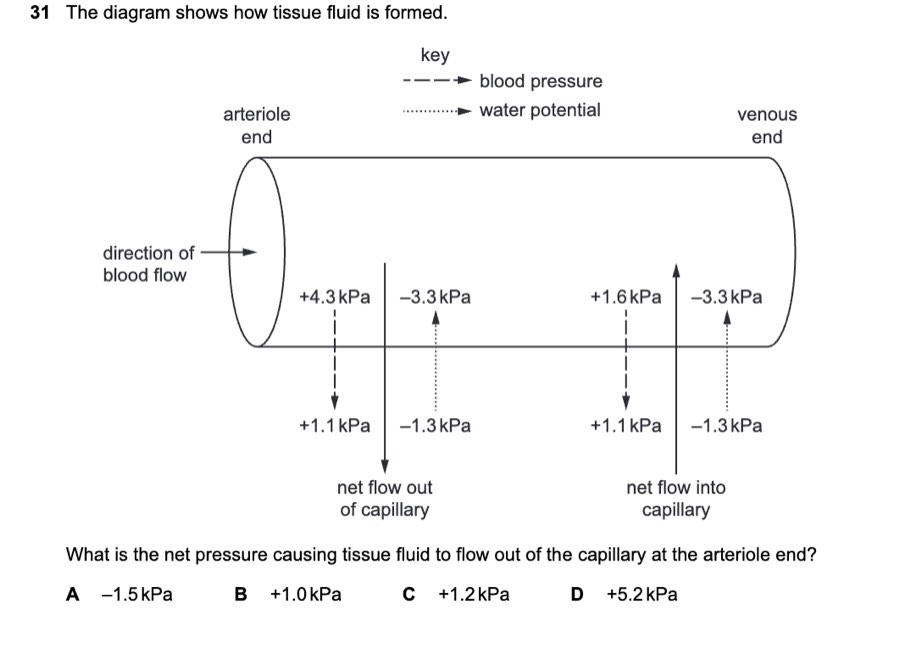 31 The diagram shows how tissue fluid is formed.
key
blood pressure
water potential
arteriole
end
venous
end
direction of
blood flow
+4.3 kPa –3.3 kPa +1.6 kPa –3.3 kPa
+1.1 kPa –1.3 kPa +1.1 kPa –1.3 kPa
net flow out
of capillary
net flow into
capillary
What is the net pressure causing tissue fluid to flow out of the capillary at the arteriole end?
A –1.5 kPa B +1.0 kPa C +1.2 kPa D +5.2 kPa